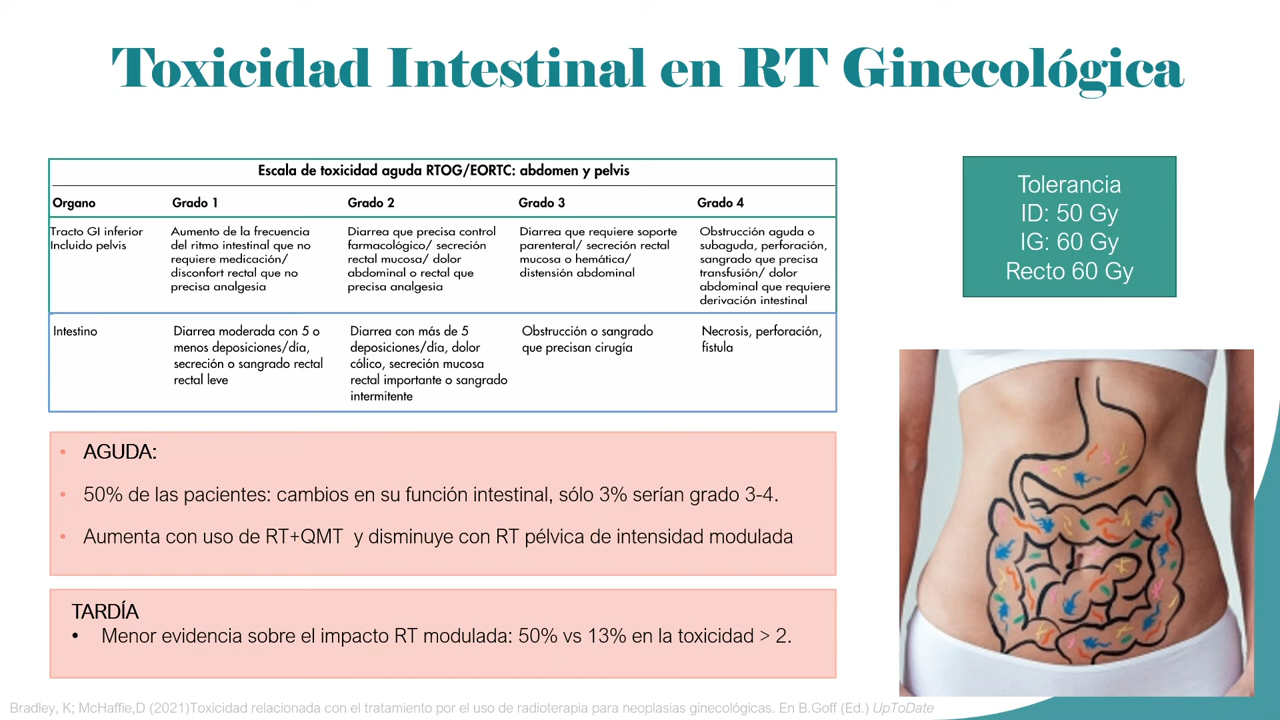 Toxicidad Intestinal en RT Ginecológica
Escala de toxicidad aguda RTOG/EORTC: abdomen y pelvis
Organo
Grado 1
Grado 2
Grado 3
Grado 4
Tracto GI inferior
Incluido pelvis
Aumento de la frecuencia
del ritmo intestinal que no
requiere medicación/
disconfort rectal que no
precisa analgesia
Diarrea que precisa control
farmacológico/ secreción
rectal mucosa/ dolor
abdominal o rectal que
precisa analgesia
Diarrea que requiere soporte
parenteral/ secreción rectal
mucosa o hemática/
distensión abdominal
Obstrucción aguda o
subaguda, perforación,
sangrado que precisa
transfusión/ dolor
abdominal que requiere
derivación intestinal
Intestino
Diarrea moderada con 5 o
menos deposiciones/día,
secreción o sangrado rectal
rectal leve
Diarrea con más de 5
deposiciones/día, dolor
cólico, secreción mucosa
rectal importante o sangrado
intermitente
Obstrucción o sangrado
que precisan cirugía
Necrosis, perforación,
fístula
Tolerancia
ID: 50 Gy
IG: 60 Gy
Recto 60 Gy
• AGUDA:
• 50% de las pacientes: cambios en su función intestinal, sólo 3% serían grado 3-4.
• Aumenta con uso de RT+QMT y disminuye con RT pélvica de intensidad modulada
TARDÍA
• Menor evidencia sobre el impacto RT modulada: 50% vs 13% en la toxicidad > 2.
Bradley, K; McHaffie,D (2021)Toxicidad relacionada con el tratamiento por el uso de radioterapia para neoplasias ginecológicas. En B.Goff (Ed.) UpToDate